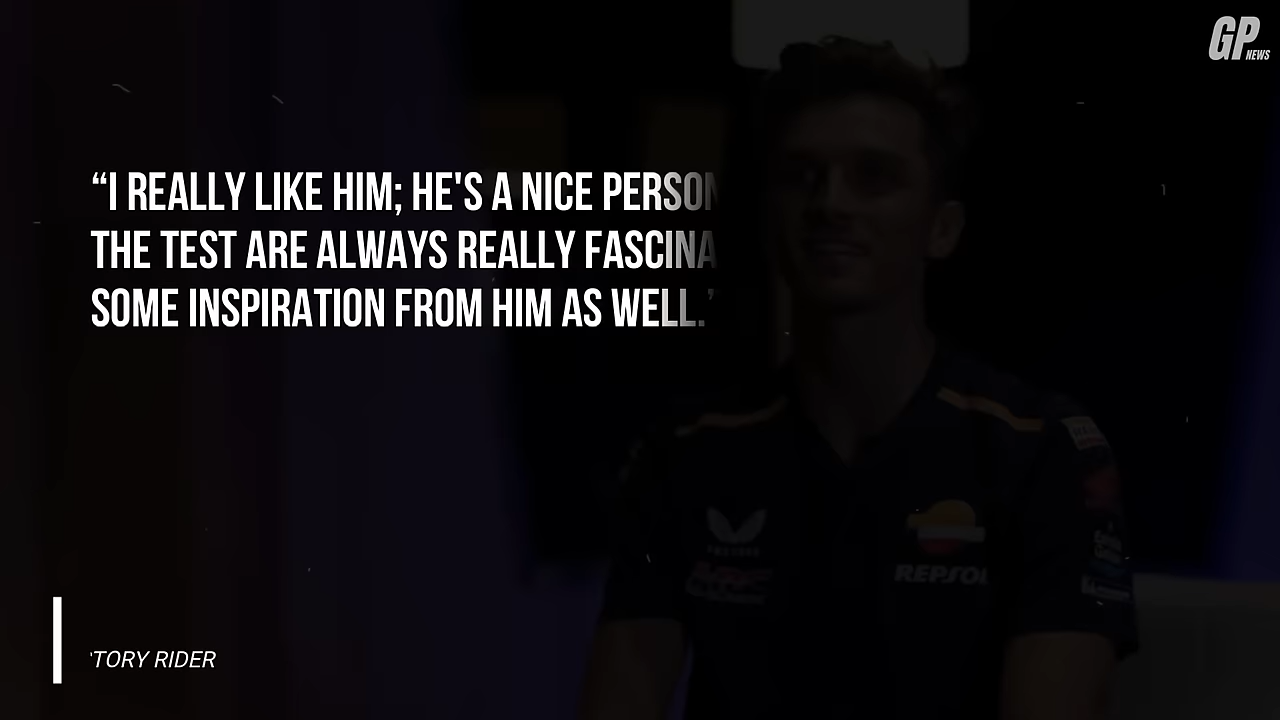 GP
NEWS
“I REALLY LIKE HIM; HE'S A NICE PERSON
THE TEST ARE ALWAYS REALLY FASCINA
SOME INSPIRATION FROM HIM AS WELL.”
REPSOL
TORY RIDER